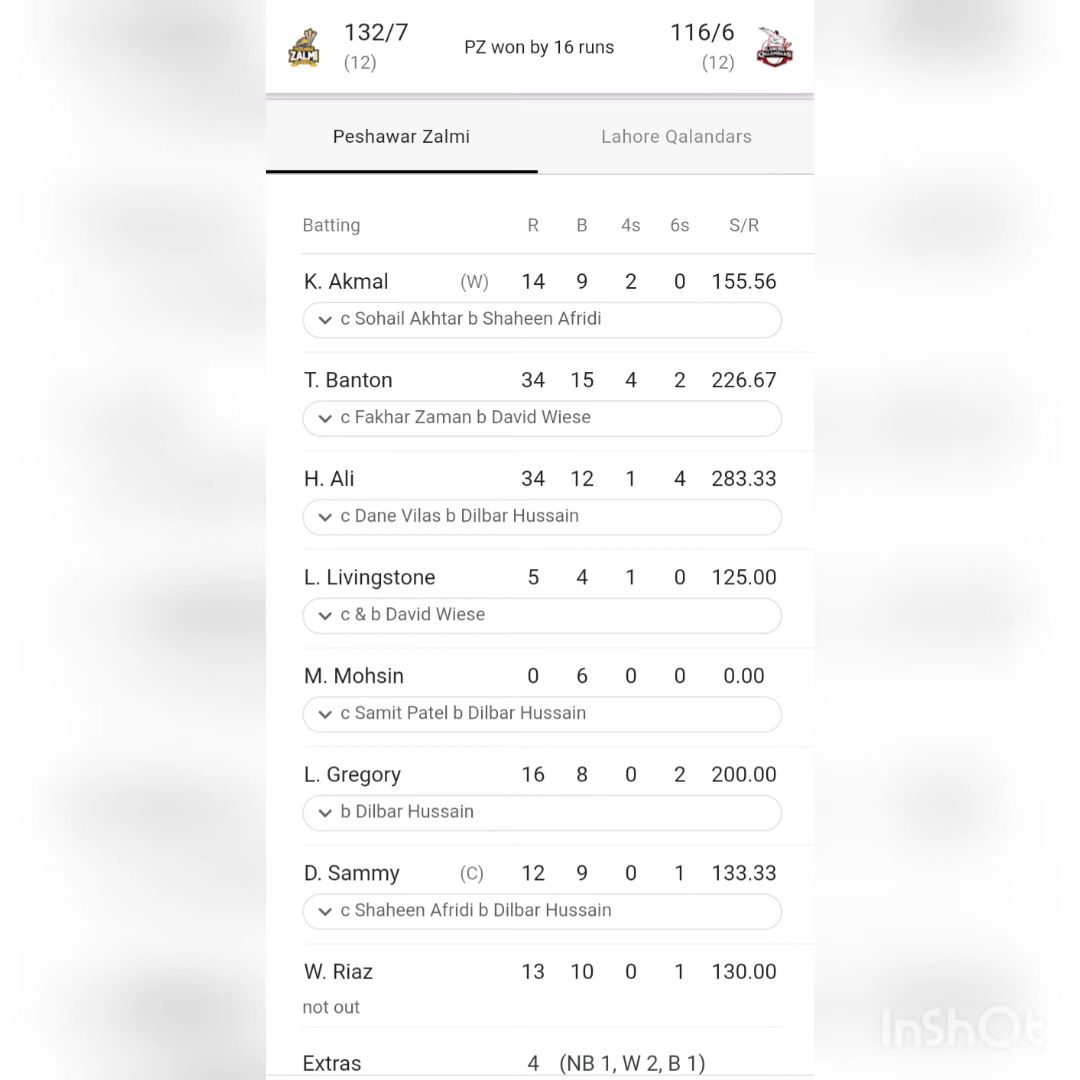 132/7 PZ won by 16 runs 116/6
(12) (12)
ZALMI
QALANDARS
Peshawar Zalmi Lahore Qalandars
Batting R B 4s 6s S/R
K. Akmal (W) 14 9 2 0 155.56
c Sohail Akhtar b Shaheen Afridi
T. Banton 34 15 4 2 226.67
c Fakhar Zaman b David Wiese
H. Ali 34 12 1 4 283.33
c Dane Vilas b Dilbar Hussain
L. Livingstone 5 4 1 0 125.00
c & b David Wiese
M. Mohsin 0 6 0 0 0.00
c Samit Patel b Dilbar Hussain
L. Gregory 16 8 0 2 200.00
b Dilbar Hussain
D. Sammy (C) 12 9 0 1 133.33
c Shaheen Afridi b Dilbar Hussain
W. Riaz 13 10 0 1 130.00
not out
Extras 4 (NB 1, W 2, B 1)
InShOt